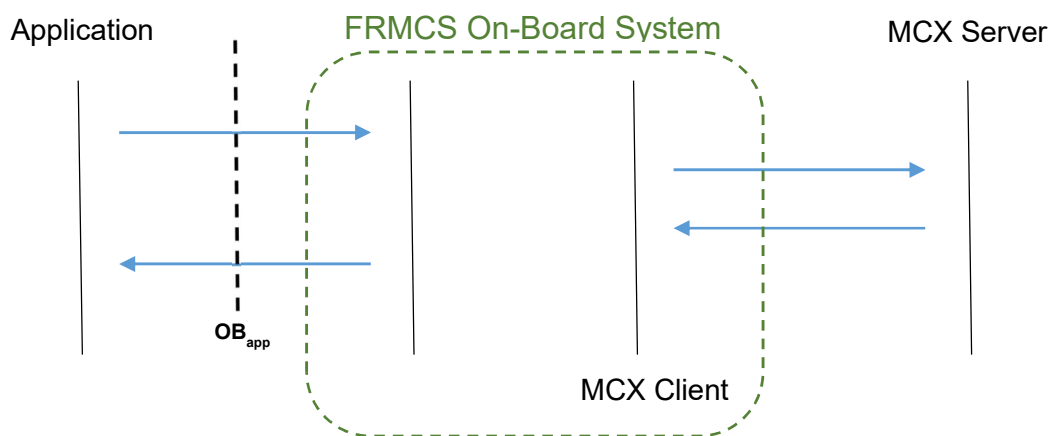 Application
FRMCS On-Board System
MCX Server
OBapp
MCX Client